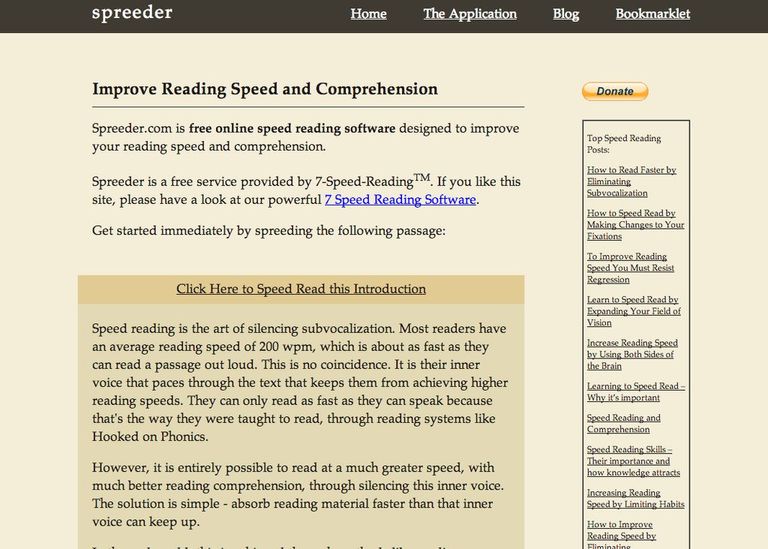 spreeder
Home
The Application
Blog
Bookmarklet
Improve Reading Speed and Comprehension
Spreeder.com is free online speed reading software designed to improve
your reading speed and comprehension.
Spreeder is a free service provided by 7-Speed-Reading™. If you like this
site, please have a look at our powerful 7 Speed Reading Software.
Get started immediately by spreeding the following passage:
Click Here to Speed Read this Introduction
Speed reading is the art of silencing subvocalization. Most readers have
an average reading speed of 200 wpm, which is about as fast as they
can read a passage out loud. This is no coincidence. It is their inner
voice that paces through the text that keeps them from achieving higher
reading speeds. They can only read as fast as they can speak because
that's the way they were taught to read, through reading systems like
Hooked on Phonics.
However, it is entirely possible to read at a much greater speed, with
much better reading comprehension, through silencing this inner voice.
The solution is simple - absorb reading material faster than that inner
voice can keep up.
Donate
Top Speed Reading
Posts:
How to Read Faster by
Eliminating
Subvocalization
How to Speed Read by
Making Changes to Your
Fixations
To Improve Reading
Speed You Must Resist
Regression
Learn to Speed Read by
Expanding Your Field of
Vision
Increase Reading Speed
by Using Both Sides of
the Brain
Learning to Speed Read –
Why it's important
Speed Reading and
Comprehension
Speed Reading Skills –
Their importance and
how knowledge attracts
Increasing Reading
Speed by Limiting Habits
How to Improve
Reading Speed by
Eliminating